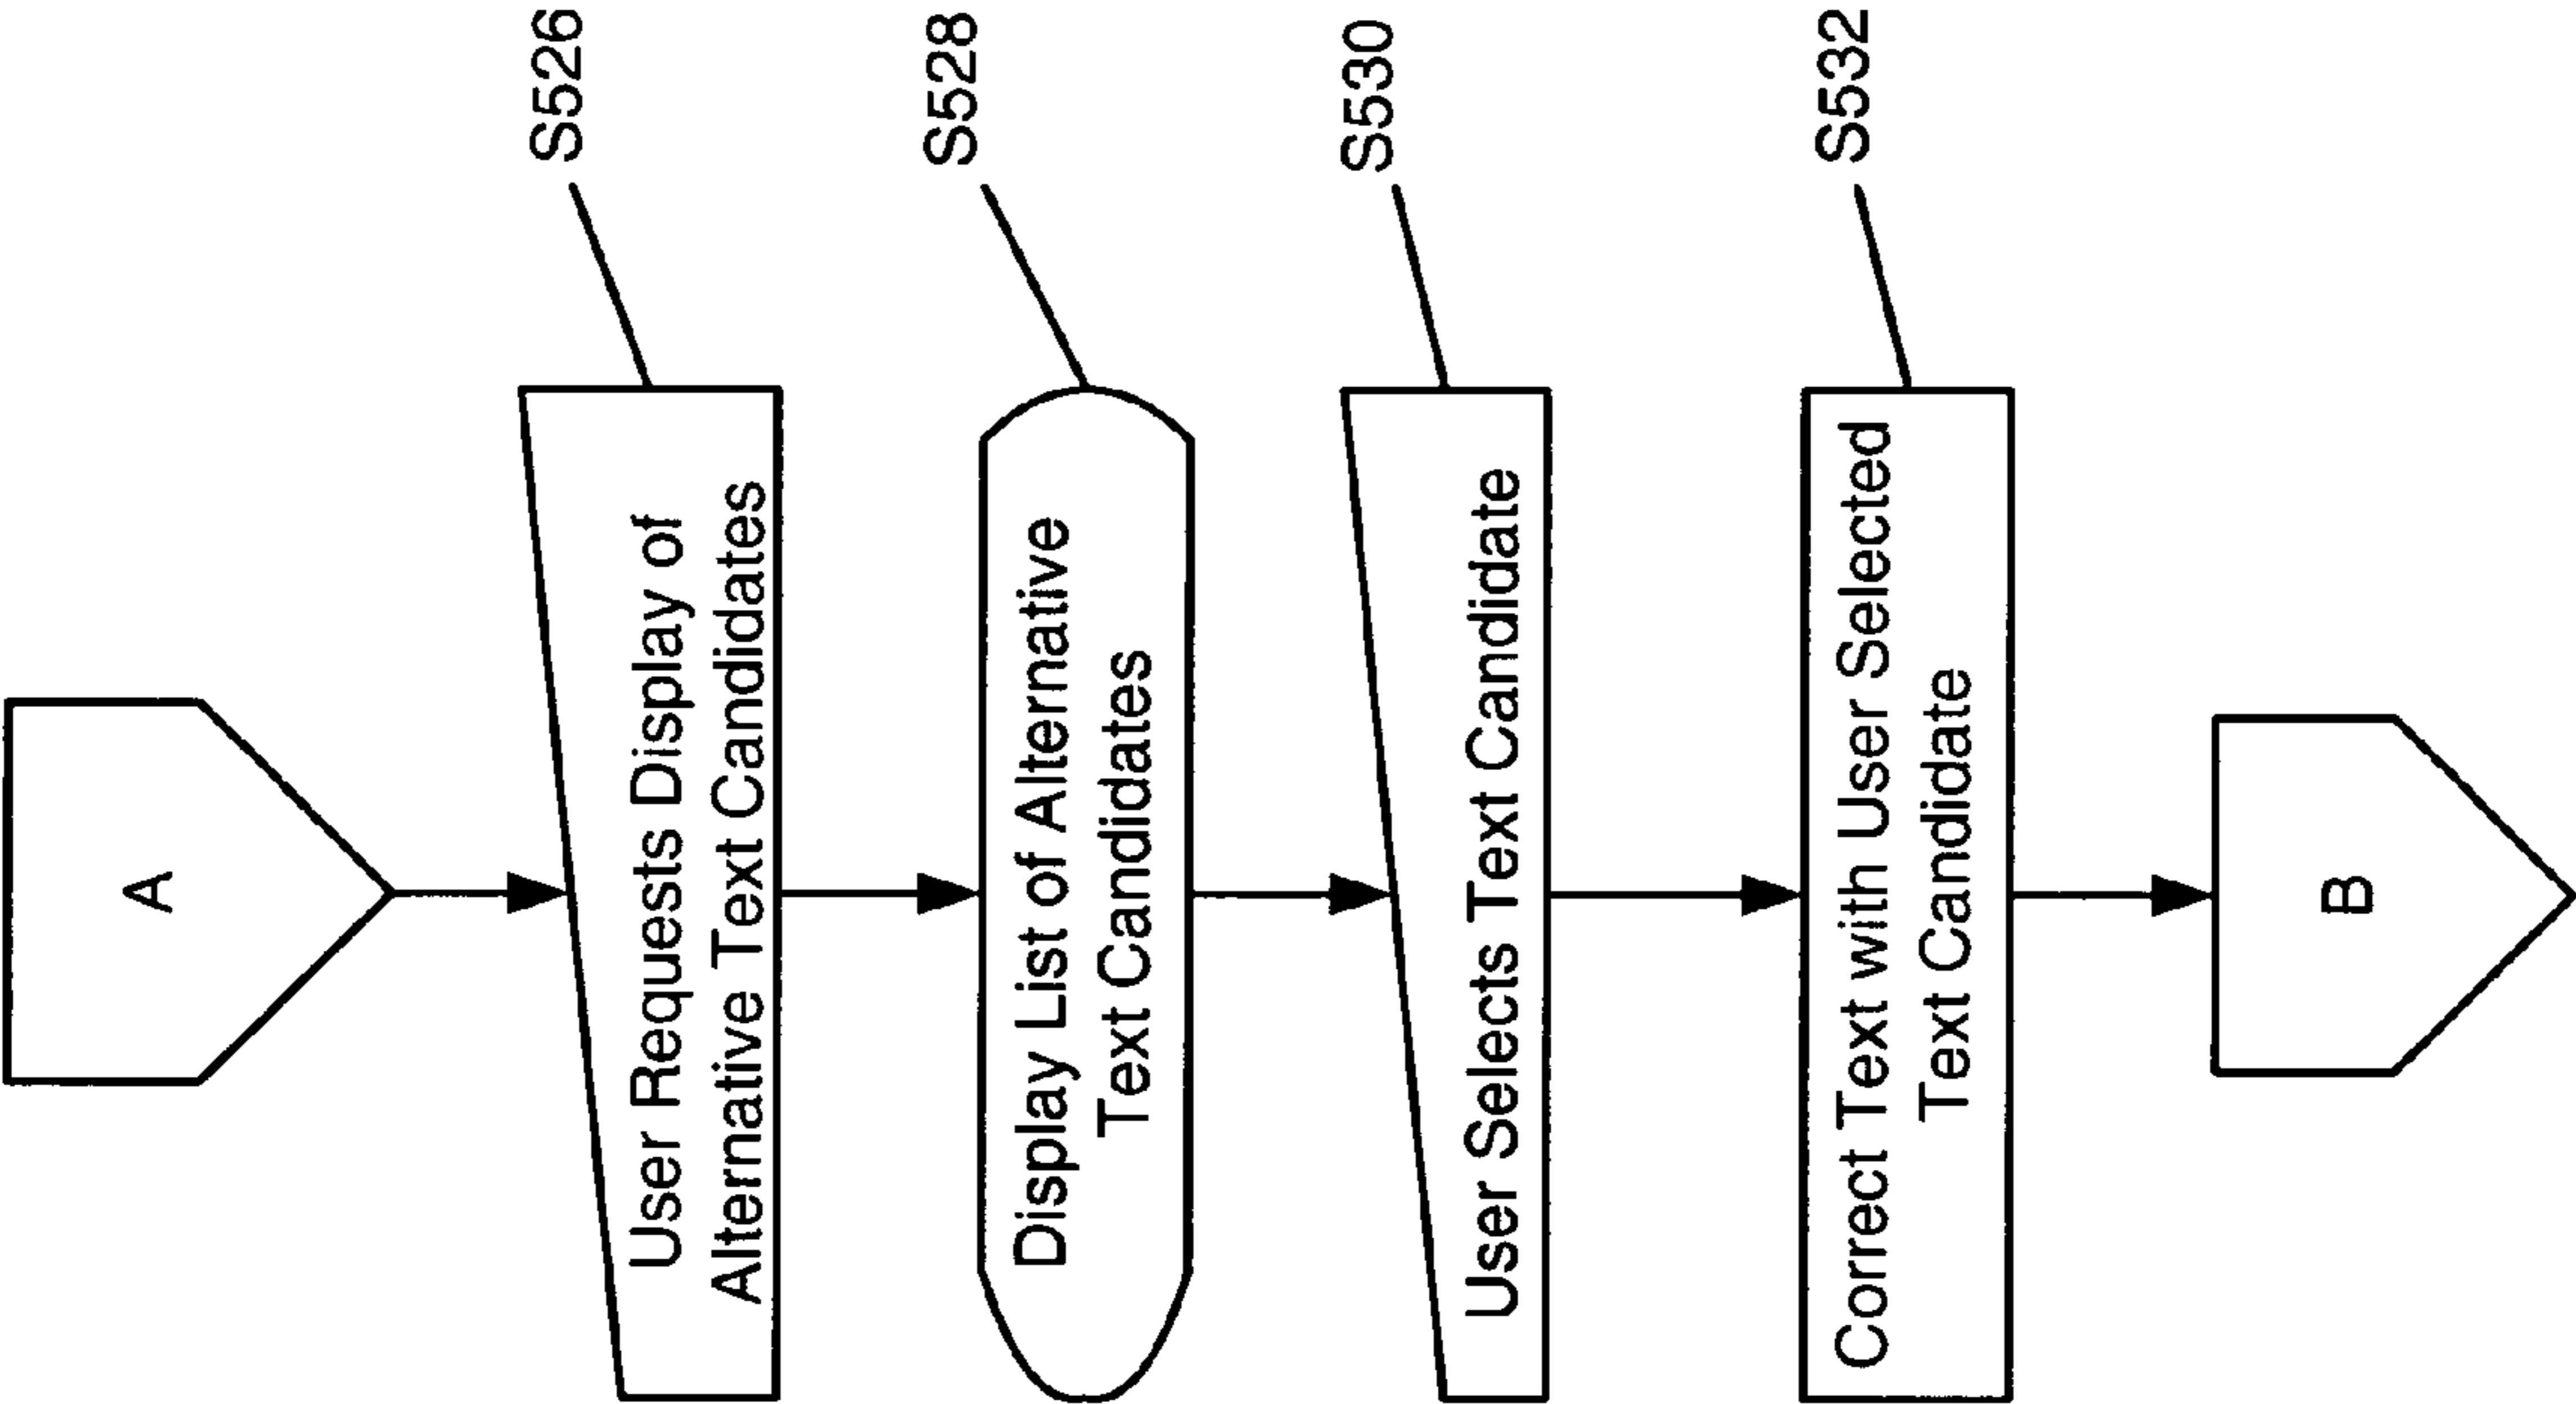 A
User Requests Display of
Alternative Text Candidates
S526
Display List of Alternative
Text Candidates
S528
User Selects Text Candidate
S530
Correct Text with User Selected
Text Candidate
S532
B